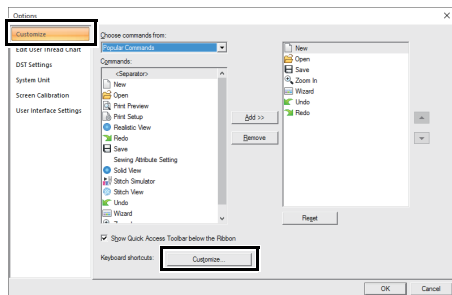 Options
Customize
Edit User Thread Chart
DST Settings
System Unit
Screen Calibration
User Interface Settings
Choose commands from:
Popular Commands
Commands:
<Separator>
New
Open
Print Preview
Print Setup
Realistic View
Redo
Save
Sewing Attribute Setting
Solid View
Stitch Simulator
Stitch View
Undo
Wizard
Add >>
Remove
New
Open
Save
Zoom In
Wizard
Undo
Redo
Reset
Show Quick Access Toolbar below the Ribbon
Keyboard shortcuts:
Customize...
OK
Cancel